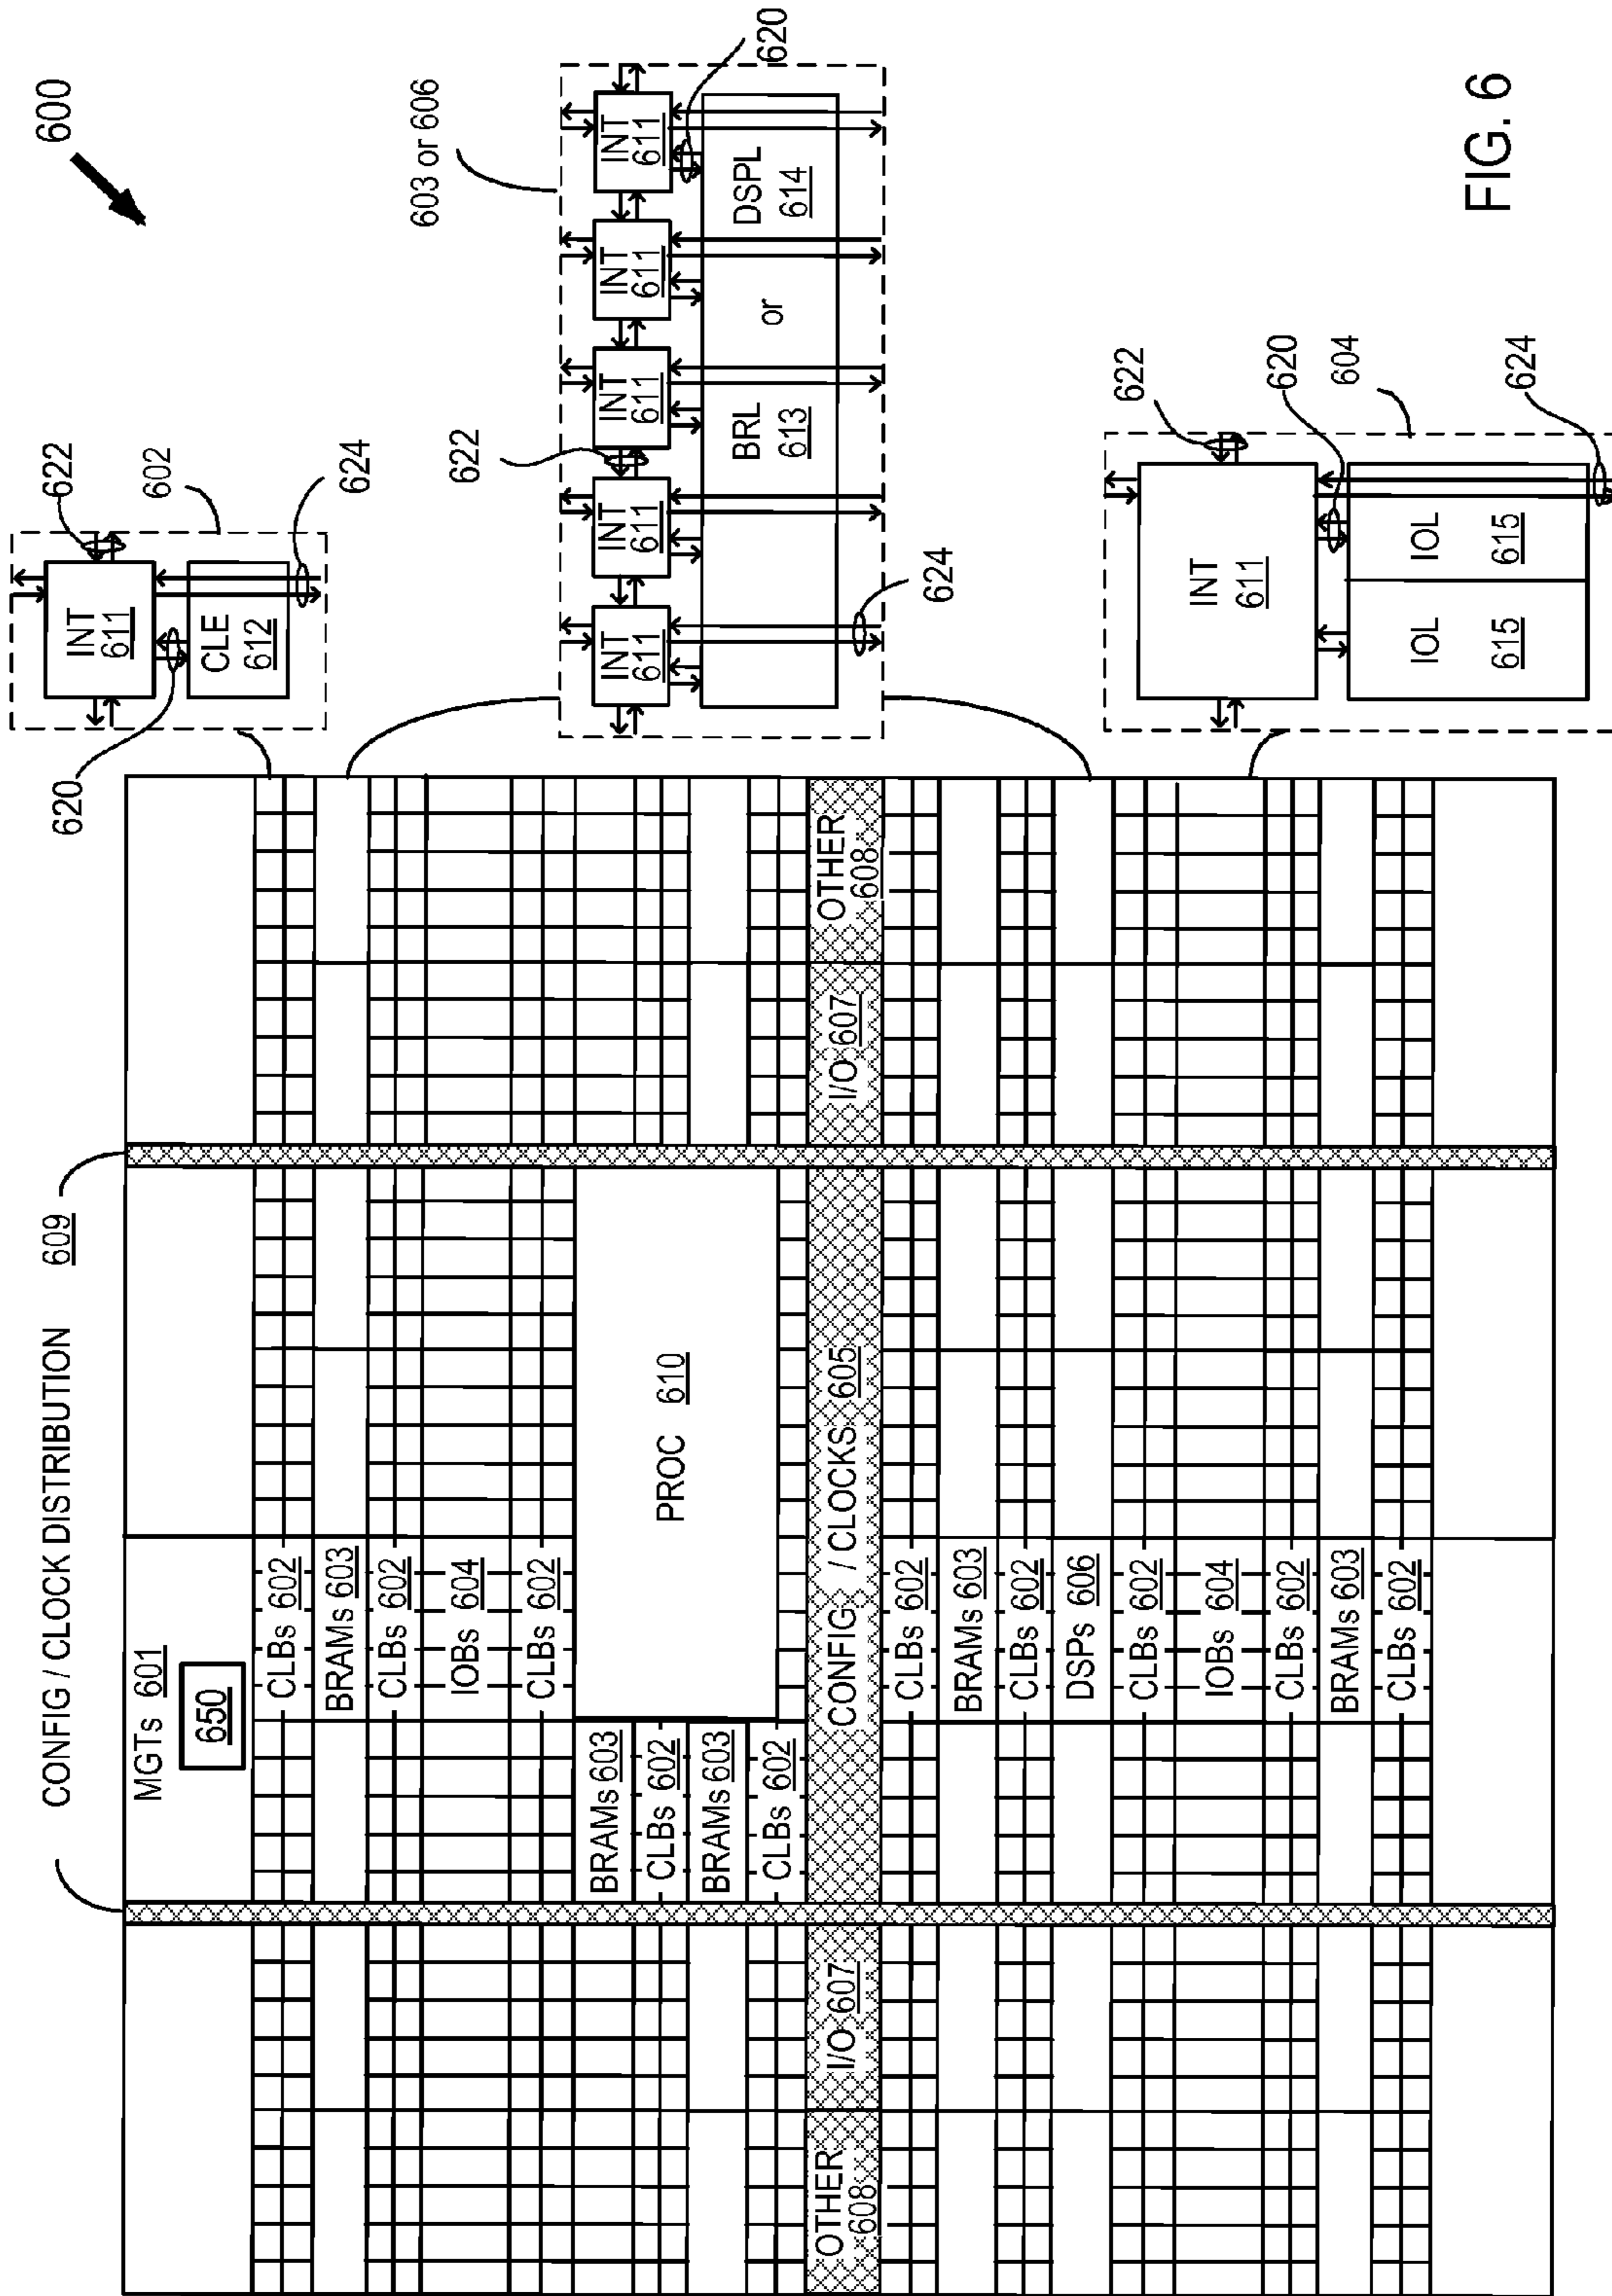 600
CONFIG / CLOCK DISTRIBUTION 609
MGTs 601
650
CLBs 602
BRAMs 603
CLBs 602
IOBs 604
CLBs 602
BRAMs 603
CLBs 602
BRAMs 603
CLBs 602
PROC 610
OTHER
608
I/O 607
CONFIG / CLOCKS 605
I/O 607
OTHER
608
CLBs 602
BRAMs 603
CLBs 602
DSPs 606
CLBs 602
IOBs 604
CLBs 602
BRAMs 603
CLBs 602
620
INT
611
CLE
612
622
602
624
603 or 606
INT
611
INT
611
INT
611
INT
611
INT
611
622
620
BRL
613
or
DSPL
614
624
INT
611
622
620
604
624
IOL
615
IOL
615
FIG. 6